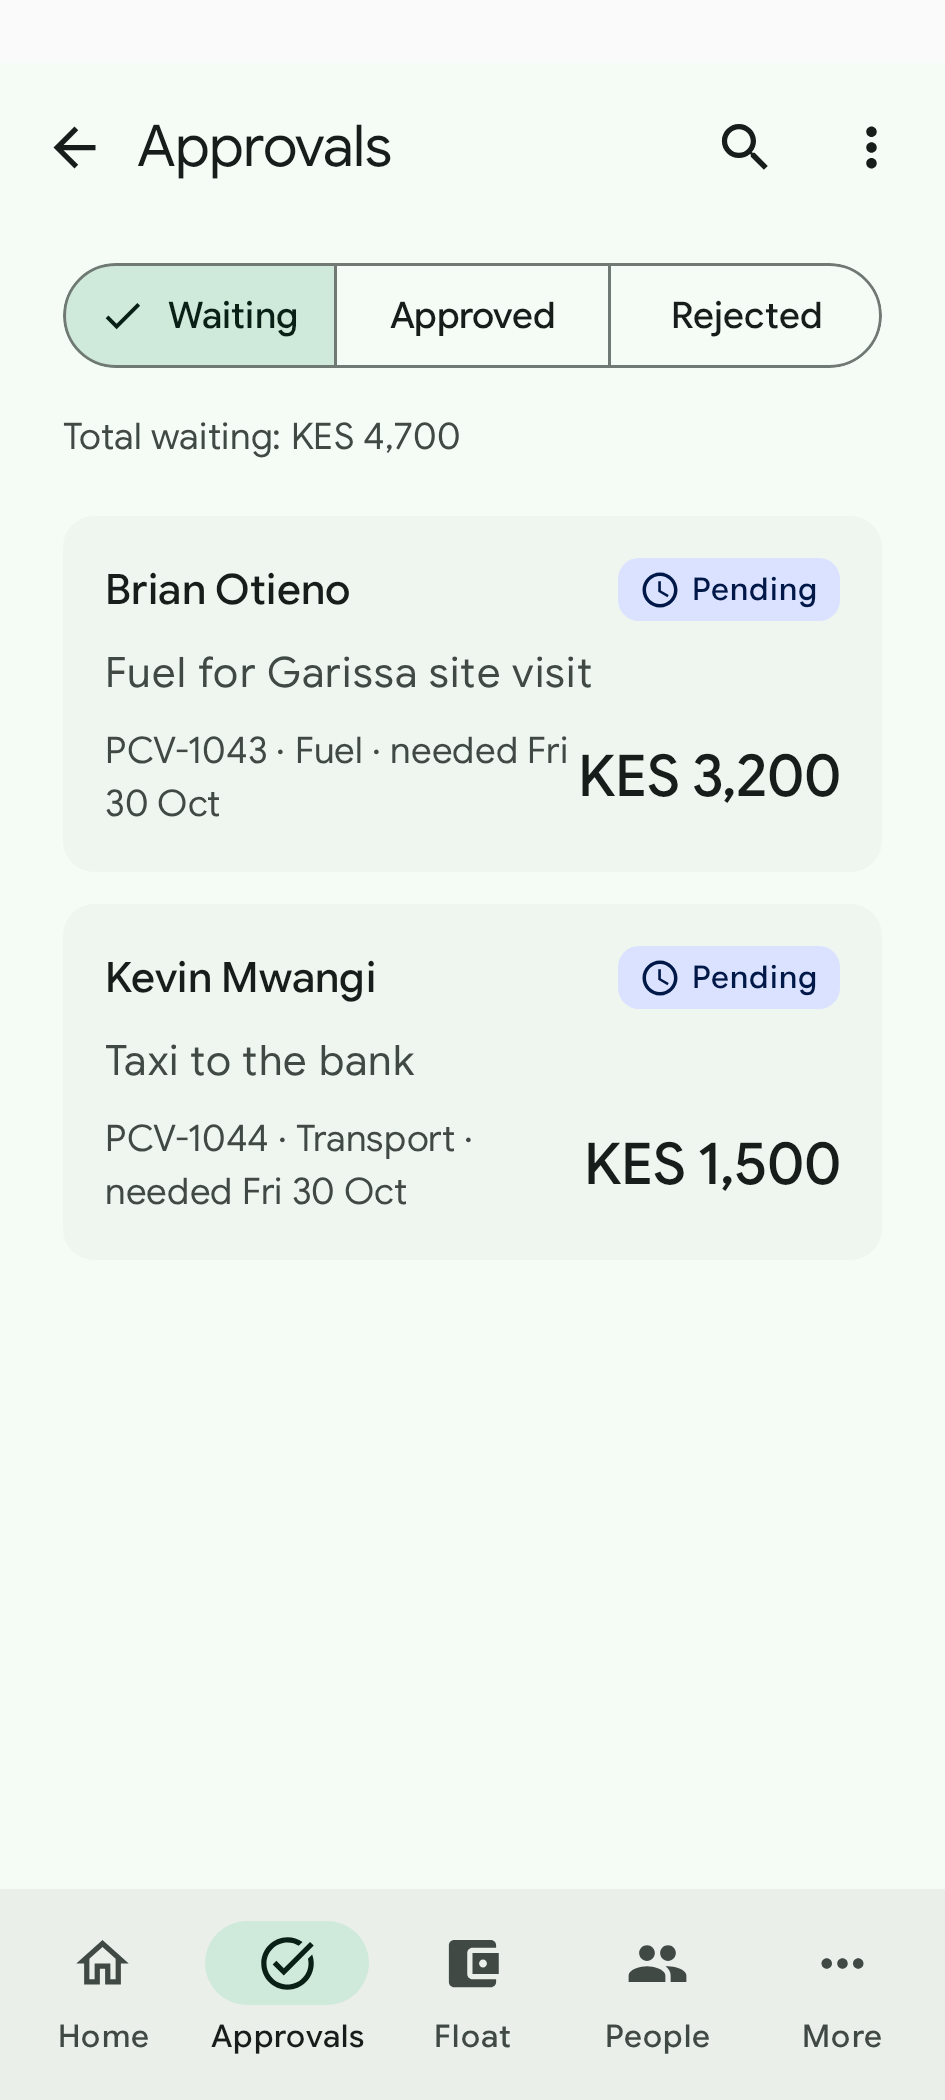 Approvals
Waiting
Approved
Rejected
Total waiting: KES 4,700
Brian Otieno
Pending
Fuel for Garissa site visit
PCV-1043 · Fuel · needed Fri
30 Oct
KES 3,200
Kevin Mwangi
Pending
Taxi to the bank
PCV-1044 · Transport ·
needed Fri 30 Oct
KES 1,500
Home
Approvals
Float
People
More